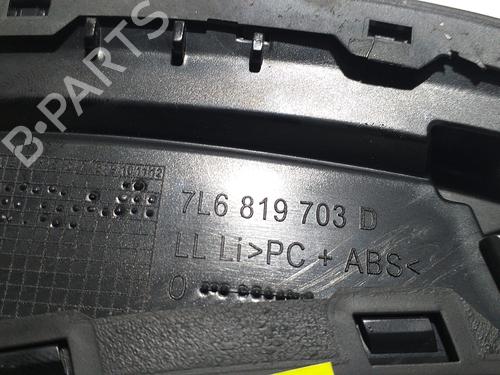 B-PARTS
7L6 819 703 D
LL Li>PC + ABS<